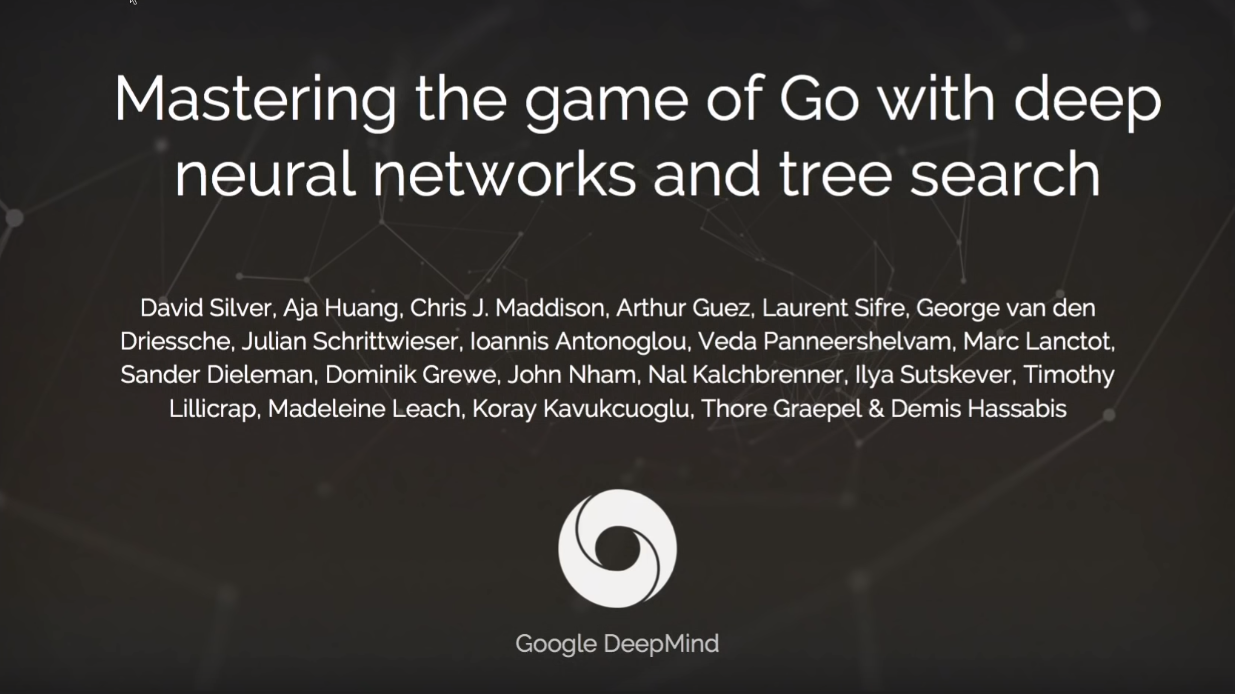 Mastering the game of Go with deep
neural networks and tree search
David Silver, Aja Huang, Chris J. Maddison, Arthur Guez, Laurent Sifre, George van den
Driessche, Julian Schrittwieser, Ioannis Antonoglou, Veda Panneershelvam, Marc Lanctot,
Sander Dieleman, Dominik Grewe, John Nham, Nal Kalchbrenner, Ilya Sutskever, Timothy
Lillicrap, Madeleine Leach, Koray Kavukcuoglu, Thore Graepel & Demis Hassabis
Google DeepMind